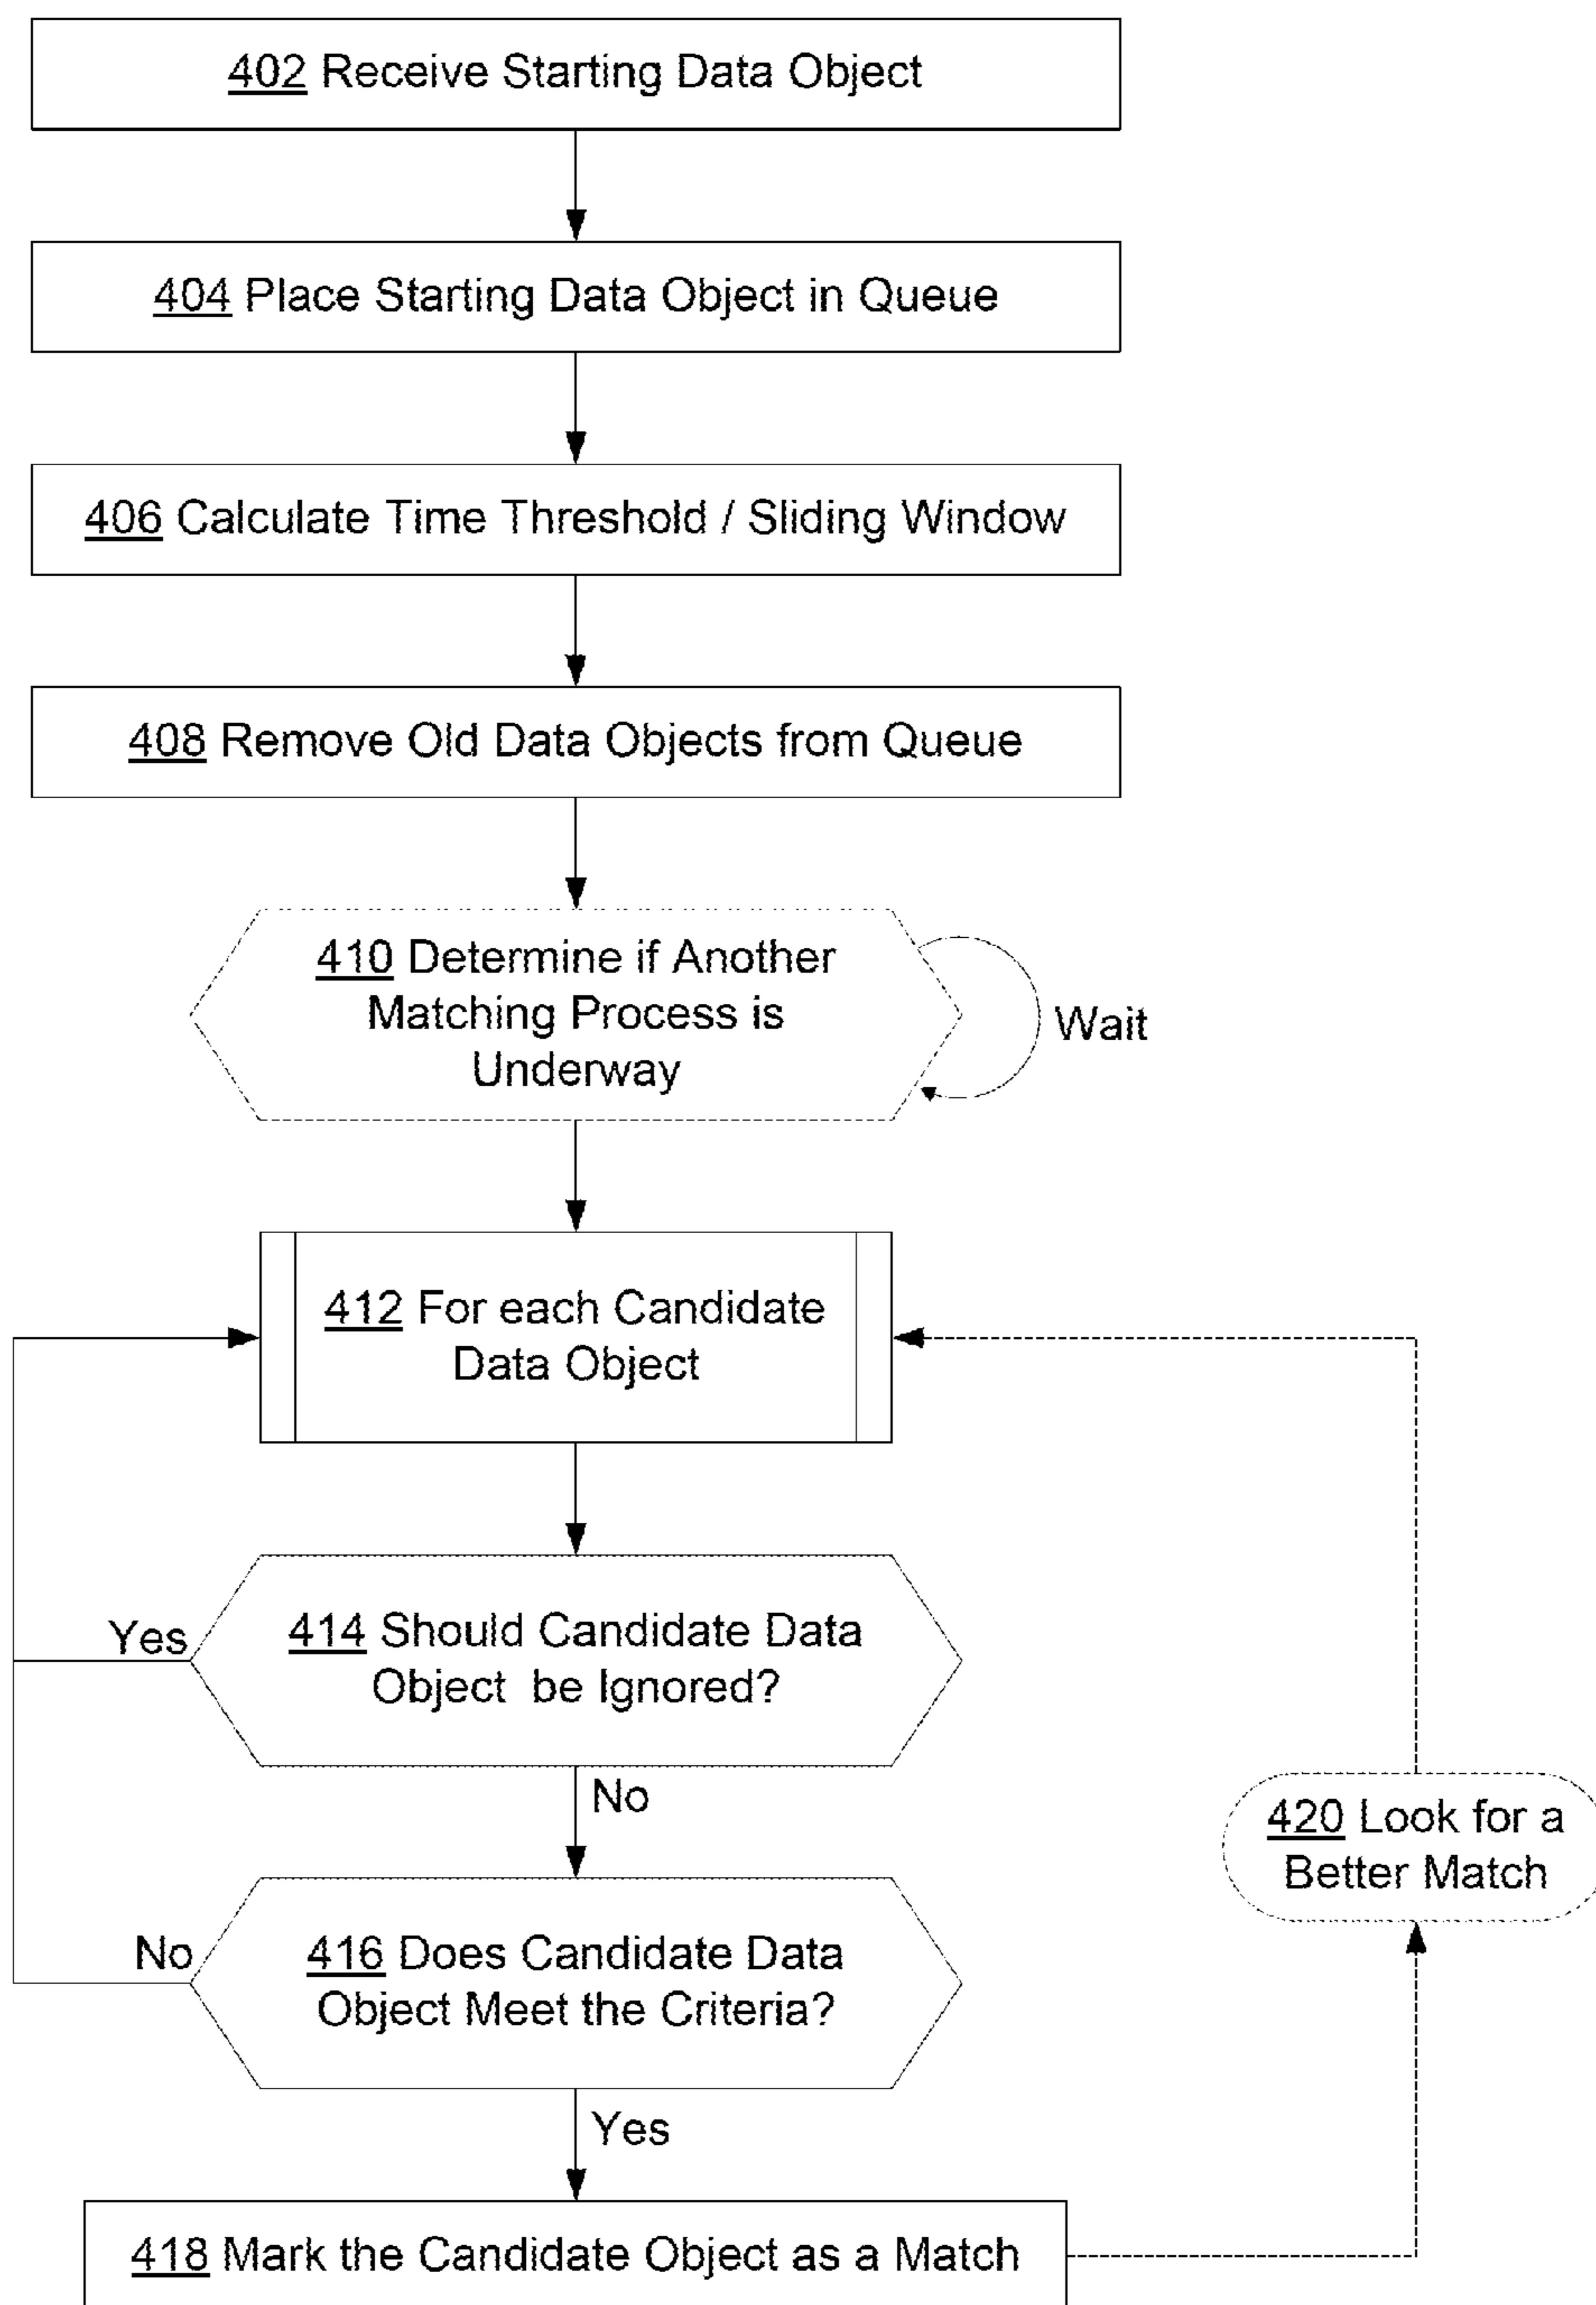 402 Receive Starting Data Object
404 Place Starting Data Object in Queue
406 Calculate Time Threshold / Sliding Window
408 Remove Old Data Objects from Queue
410 Determine if Another
Matching Process is
Underway
Wait
412 For each Candidate
Data Object
Yes
414 Should Candidate Data
Object be Ignored?
No
420 Look for a
Better Match
No
416 Does Candidate Data
Object Meet the Criteria?
Yes
418 Mark the Candidate Object as a Match